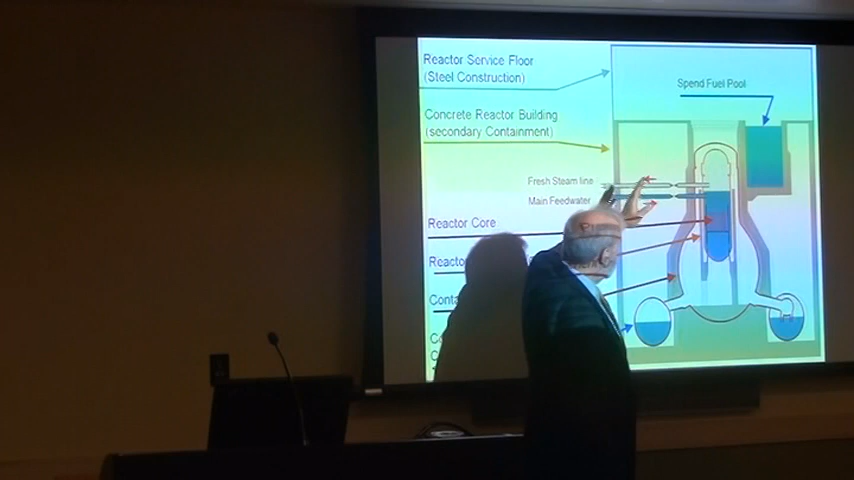 Reactor Service Floor
(Steel Construction)
Spend Fuel Pool
Concrete Reactor Building
(secondary Containment)
Fresh Steam line
Main Feedwater
Reactor Core
Reactor